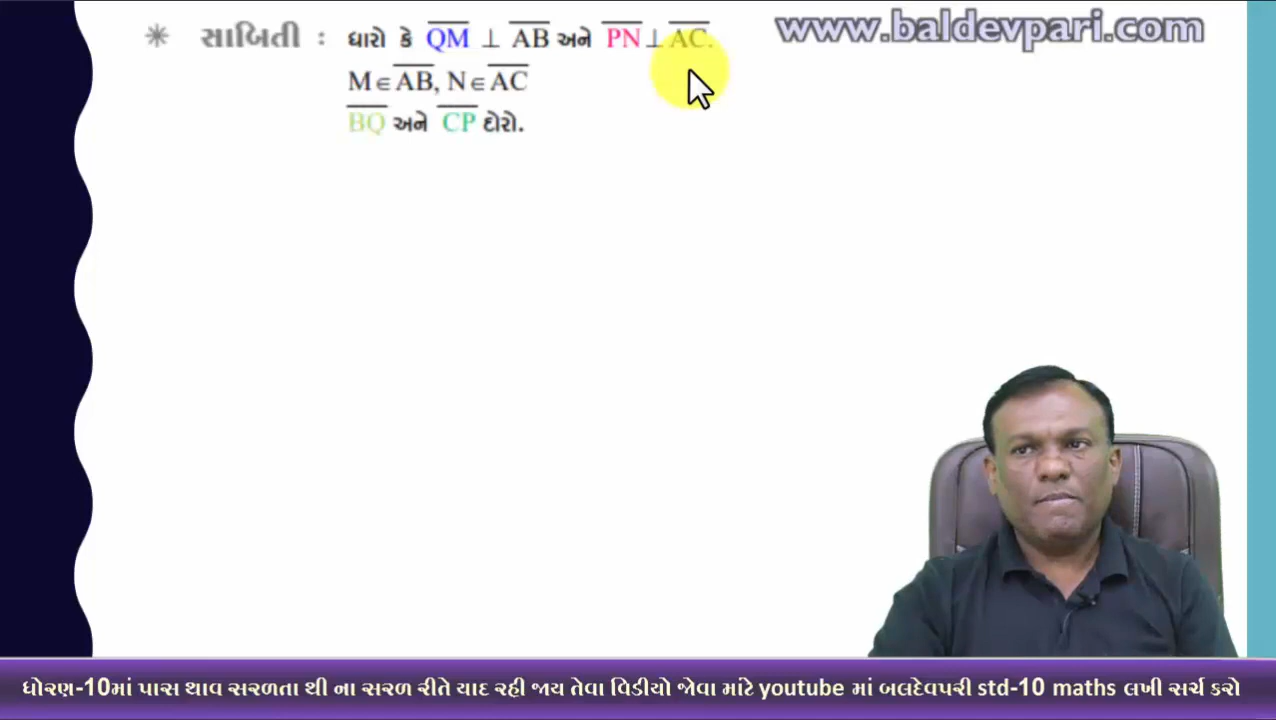 www.baldevpari.com
* સાબિતી : ધારો કે QM ⊥ AB અને PN ⊥ AC.
M ∈ AB, N ∈ AC
BQ અને CP દોરો.
ધોરણ-10માં પાસ થાવ સરળતા થી ના સરળ રીતે યાદ રહી જાય તેવા વિડીયો જોવા માંટે youtube માં બલદેવપરી std-10 maths લખી સર્ચ કરો